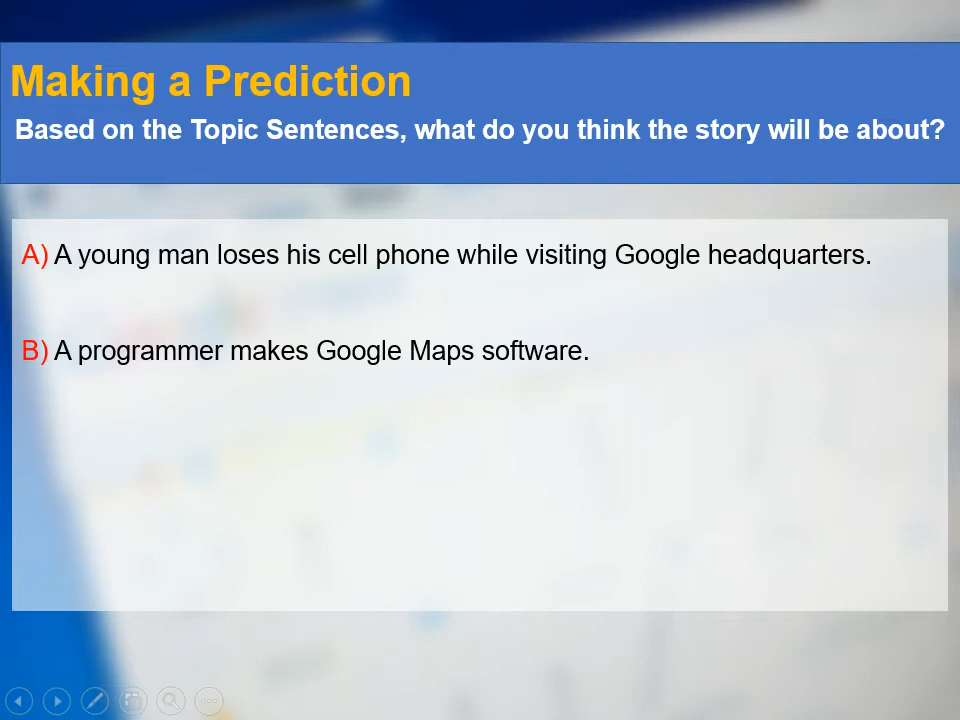 Making a Prediction
Based on the Topic Sentences, what do you think the story will be about?
A) A young man loses his cell phone while visiting Google headquarters.
B) A programmer makes Google Maps software.